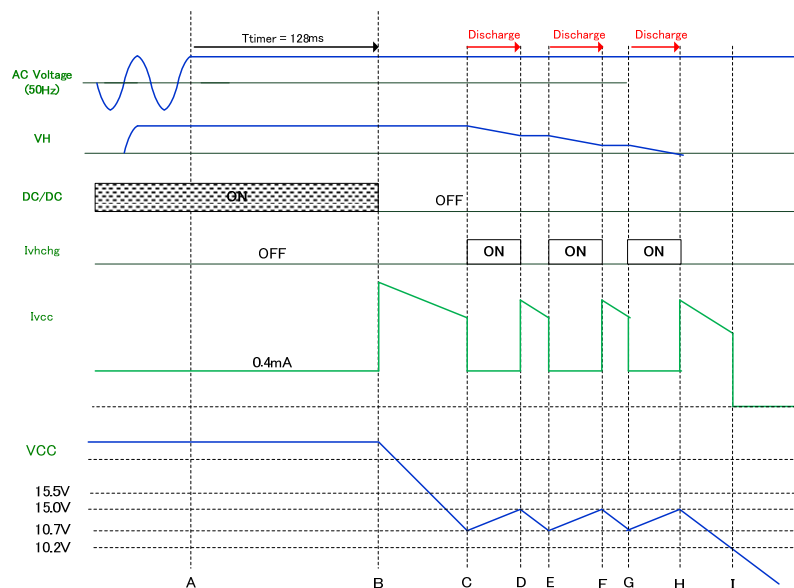 Ttimer = 128ms
Discharge
Discharge
Discharge
AC Voltage
(50Hz)
VH
DC/DC
ON
OFF
Ivhchg
OFF
ON
ON
ON
Ivcc
0.4mA
VCC
15.5V
15.0V
10.7V
10.2V
A
B
C
D
E
F
G
H
I